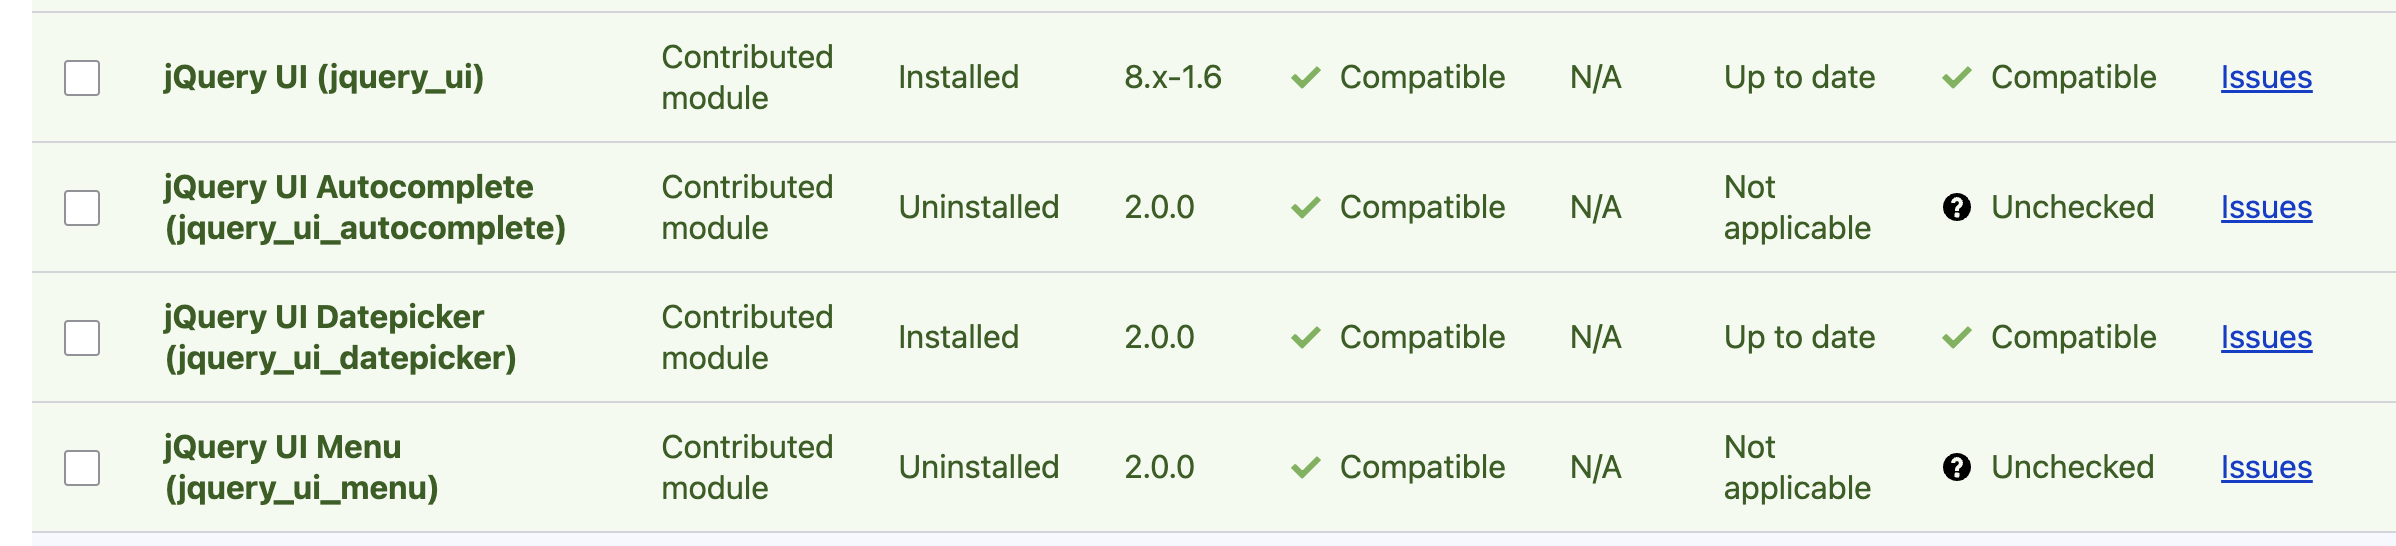 jQuery UI (jquery_ui)
Contributed
module
Installed
8.x-1.6
Compatible
N/A
Up to date
Compatible
Issues
jQuery UI Autocomplete
(jquery_ui_autocomplete)
Contributed
module
Uninstalled
2.0.0
Compatible
N/A
Not
applicable
Unchecked
Issues
jQuery UI Datepicker
(jquery_ui_datepicker)
Contributed
module
Installed
2.0.0
Compatible
N/A
Up to date
Compatible
Issues
jQuery UI Menu
(jquery_ui_menu)
Contributed
module
Uninstalled
2.0.0
Compatible
N/A
Not
applicable
Unchecked
Issues